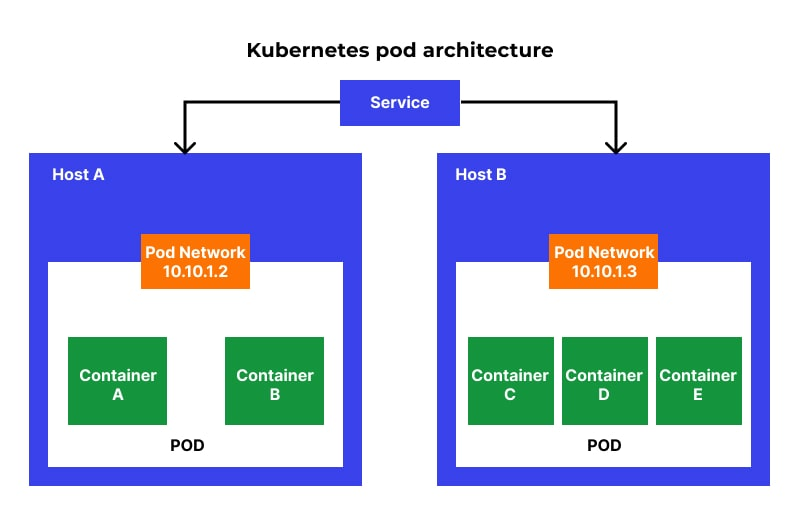 Kubernetes pod architecture
Service
Host A
Pod Network
10.10.1.2
Container
A
Container
B
POD
Host B
Pod Network
10.10.1.3
Container
C
Container
D
Container
E
POD